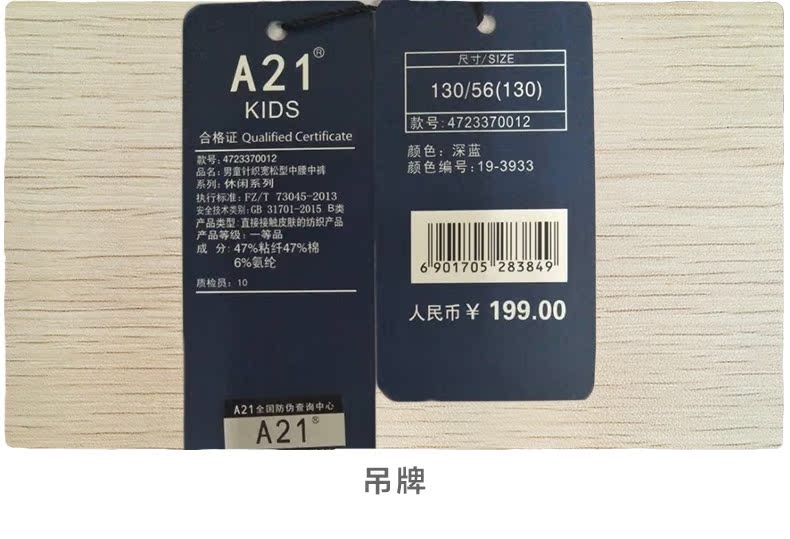 A21®
KIDS
合格证 Qualified Certificate
款号: 4723370012
品名: 男童针织宽松型中腰中裤
系列: 休闲系列
执行标准: FZ/T 73045-2013
安全技术类别: GB 31701-2015 B类
产品类型: 直接接触皮肤的纺织产品
产品等级: 一等品
成 分: 47%粘纤47%棉
6%氨纶
质检员: 10
A21全国防伪查询中心
A21®
尺寸/SIZE
130/56(130)
款号: 4723370012
颜色: 深蓝
颜色编号: 19-3933
6 901705 283849
人民币 ¥ 199.00
吊牌